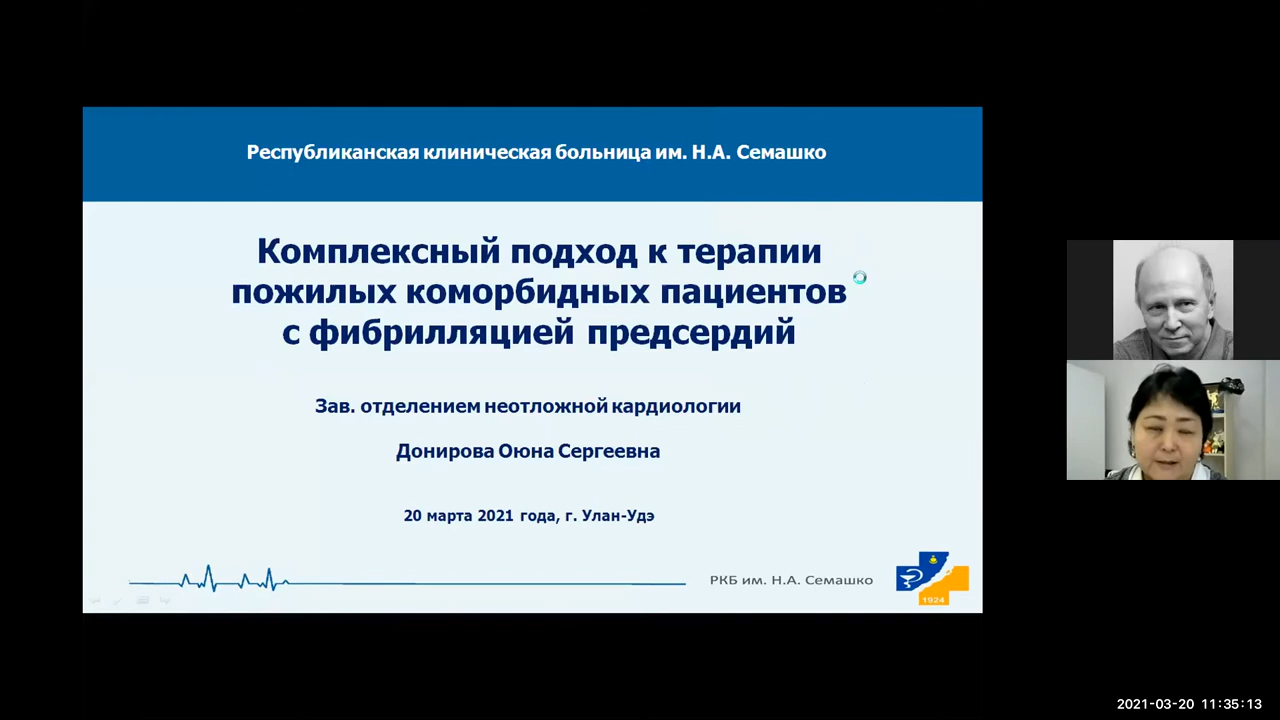 Республиканская клиническая больница им. Н.А. Семашко
Комплексный подход к терапии
пожилых коморбидных пациентов
с фибрилляцией предсердий
Зав. отделением неотложной кардиологии
Донирова Оюна Сергеевна
20 марта 2021 года, г. Улан-Удэ
РКБ им. Н.А. Семашко
1924
2021-03-20 11:35:13